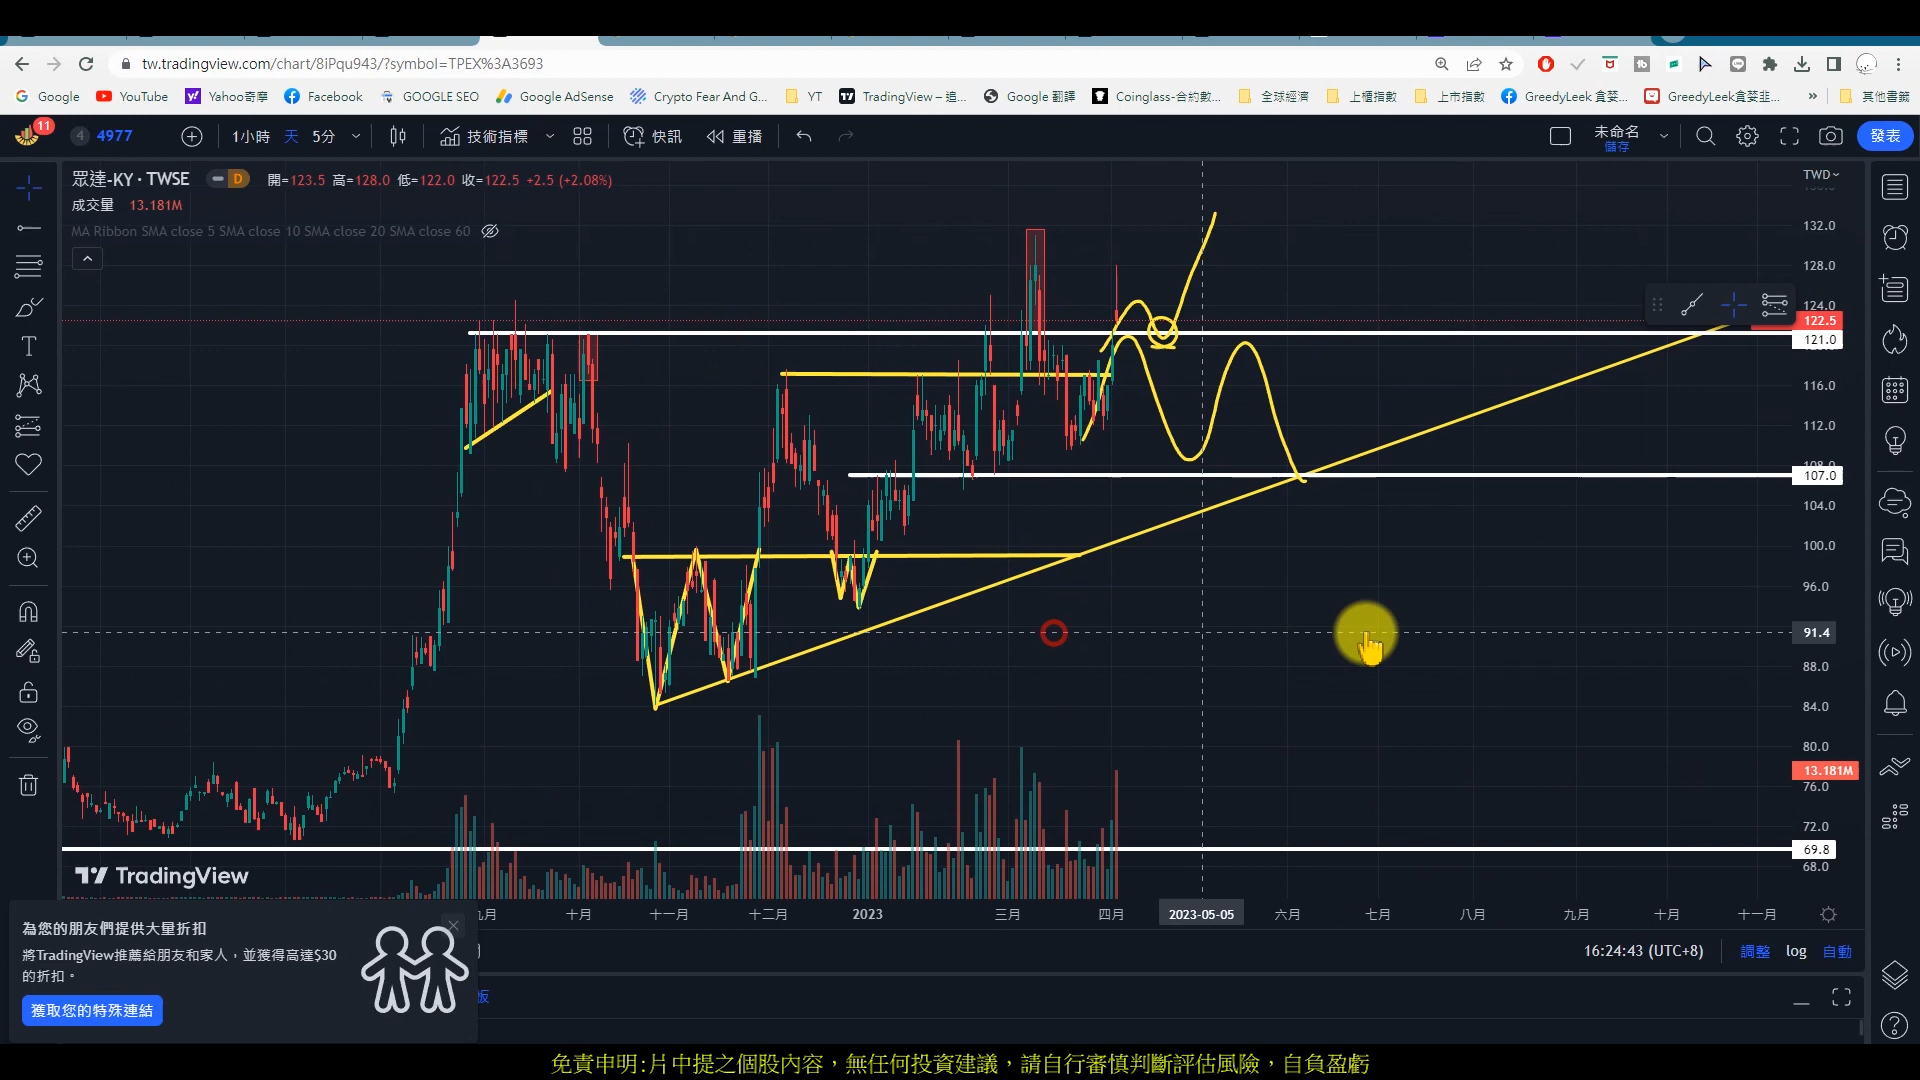 tw.tradingview.com/chart/8iPqu943/?symbol=TPEX%3A3693
Google YouTube Yahoo奇摩 Facebook GOOGLE SEO Google AdSense Crypto Fear And G... YT TradingView – 追... Google 翻譯 Coinglass-合約數... 全球經濟 上櫃指數 上市指數 GreedyLeek 貪婪... GreedyLeek貪婪韭... » 其他書籤
11 4 4977 1小時 天 5分 技術指標 快訊 重播 未命名 儲存 發表
眾達-KY · TWSE D 開=123.5 高=128.0 低=122.0 收=122.5 +2.5 (+2.08%)
TWD
成交量 13.181M
MA Ribbon SMA close 5 SMA close 10 SMA close 20 SMA close 60
132.0
128.0
124.0
122.5
121.0
116.0
112.0
108.0
107.0
104.0
100.0
96.0
91.4
88.0
84.0
80.0
13.181M
76.0
72.0
69.8
68.0
TradingView
九月 十月 十一月 十二月 2023 三月 四月 2023-05-05 六月 七月 八月 九月 十月 十一月
16:24:43 (UTC+8) 調整 log 自動
為您的朋友們提供大量折扣
將TradingView推薦給朋友和家人，並獲得高達$30
的折扣。
獲取您的特殊連結
板
免責申明:片中提之個股內容，無任何投資建議，請自行審慎判斷評估風險，自負盈虧